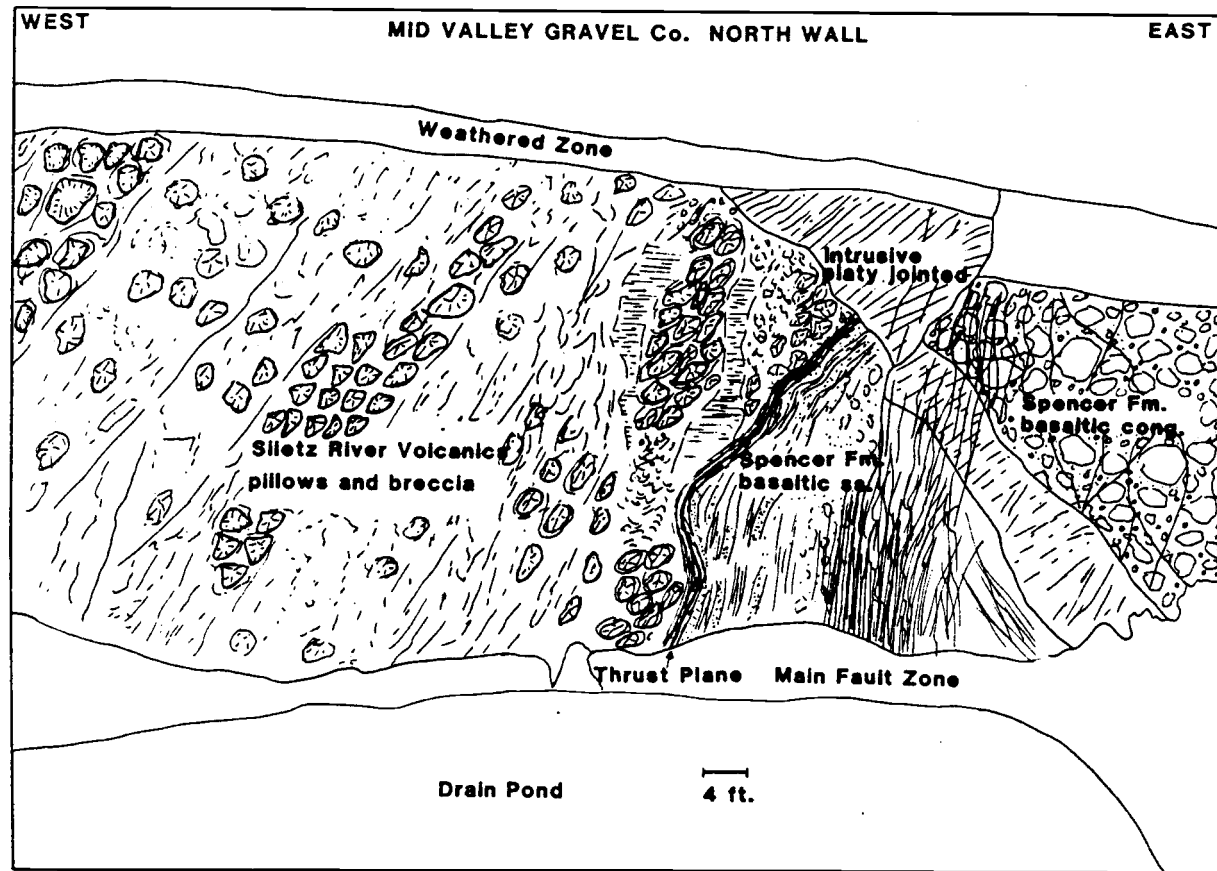 WEST
MID VALLEY GRAVEL Co. NORTH WALL
EAST
Weathered Zone
Intrusive
platy jointed
Spencer Fm.
basaltic cong.
Siletz River Volcanics
pillows and breccia
Spencer Fm.
basaltic ss.
Thrust Plane
Main Fault Zone
Drain Pond
4 ft.